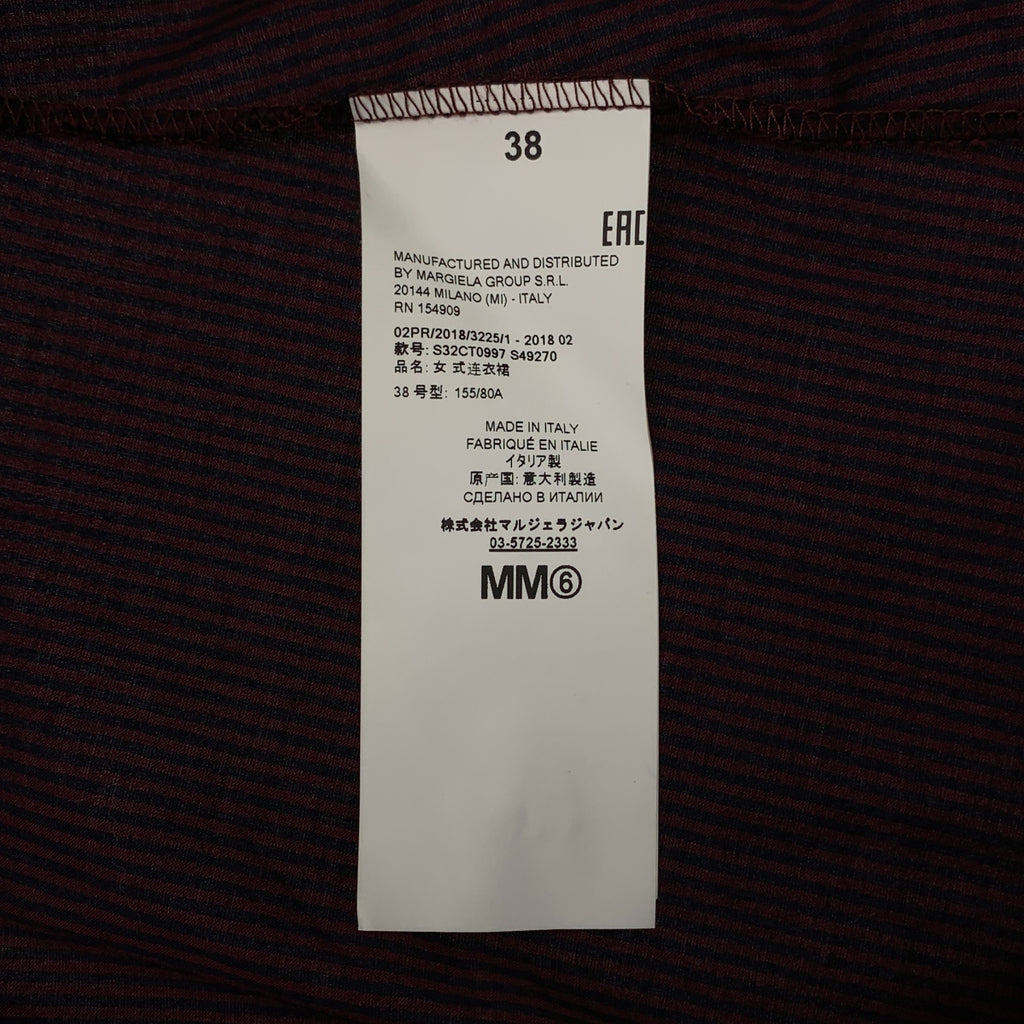 38
EAC
MANUFACTURED AND DISTRIBUTED
BY MARGIELA GROUP S.R.L.
20144 MILANO (MI) - ITALY
RN 154909
02PR/2018/3225/1 - 2018 02
款号: S32CT0997 S49270
品名: 女 式连衣裙
38 号型: 155/80A
MADE IN ITALY
FABRIQUÉ EN ITALIE
イタリア製
原产国: 意大利製造
СДЕЛАНО В ИТАЛИИ
株式会社マルジェラジャパン
03-5725-2333
MM⑥